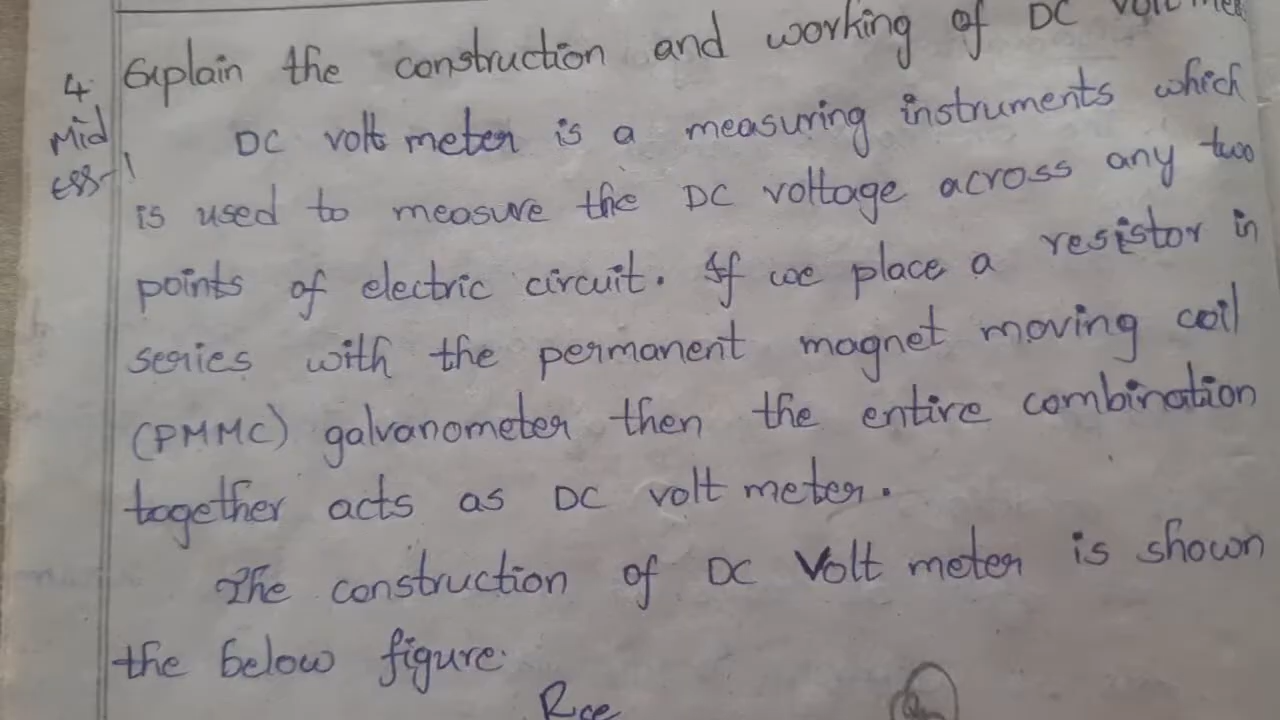 Explain the construction and working of DC volt
4.
Mid
DC volt meter is a measuring instruments which
is used to measure the DC voltage across any two
points of electric circuit. If we place a resistor in
series with the permanent magnet moving coil
(PMMC) galvanometer then the entire combination
together acts as DC volt meter.
The construction of DC Volt meter is shown
the below figure.
Rse